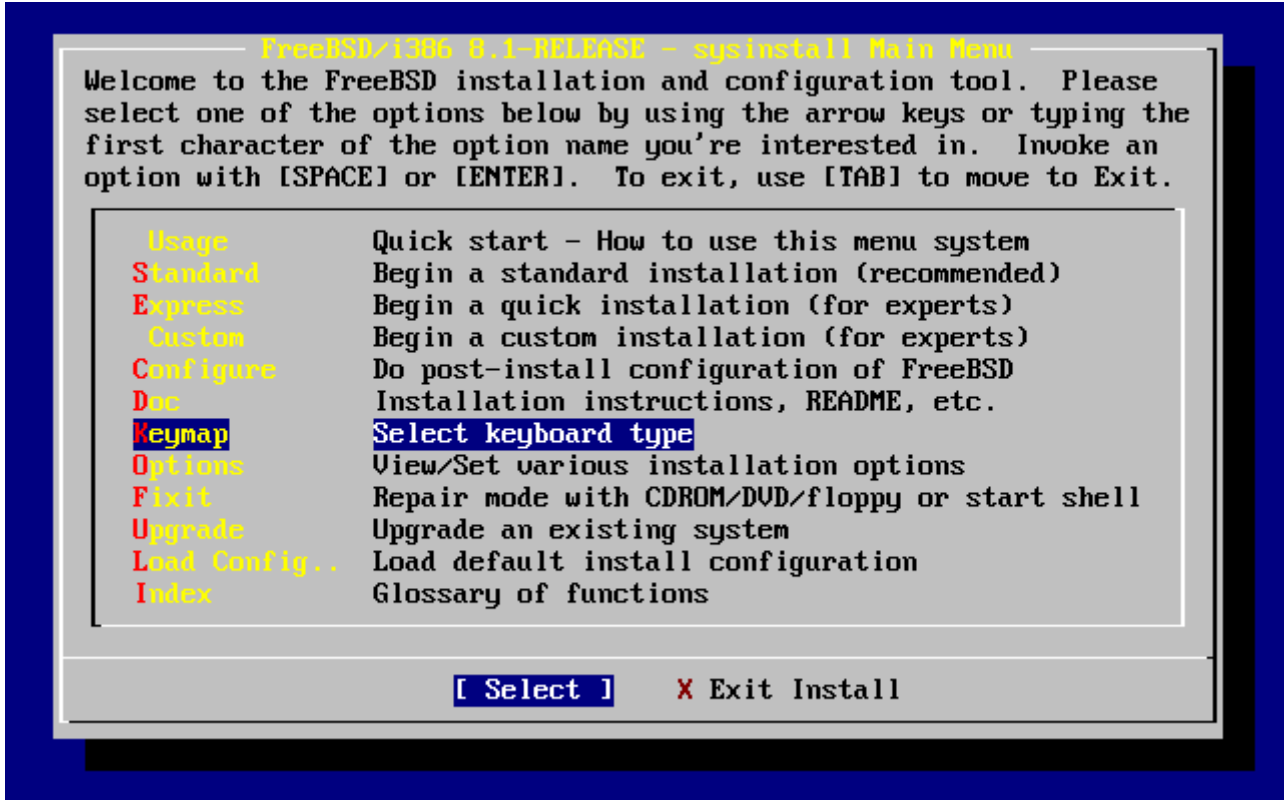 FreeBSD/i386 8.1-RELEASE - sysinstall Main Menu
Welcome to the FreeBSD installation and configuration tool.  Please
select one of the options below by using the arrow keys or typing the
first character of the option name you're interested in.  Invoke an
option with [SPACE] or [ENTER].  To exit, use [TAB] to move to Exit.
Usage Quick start - How to use this menu system
Standard Begin a standard installation (recommended)
Express Begin a quick installation (for experts)
Custom Begin a custom installation (for experts)
Configure Do post-install configuration of FreeBSD
Doc Installation instructions, README, etc.
Keymap Select keyboard type
Options View/Set various installation options
Fixit Repair mode with CDROM/DVD/floppy or start shell
Upgrade Upgrade an existing system
Load Config.. Load default install configuration
Index Glossary of functions
[ Select ] X Exit Install